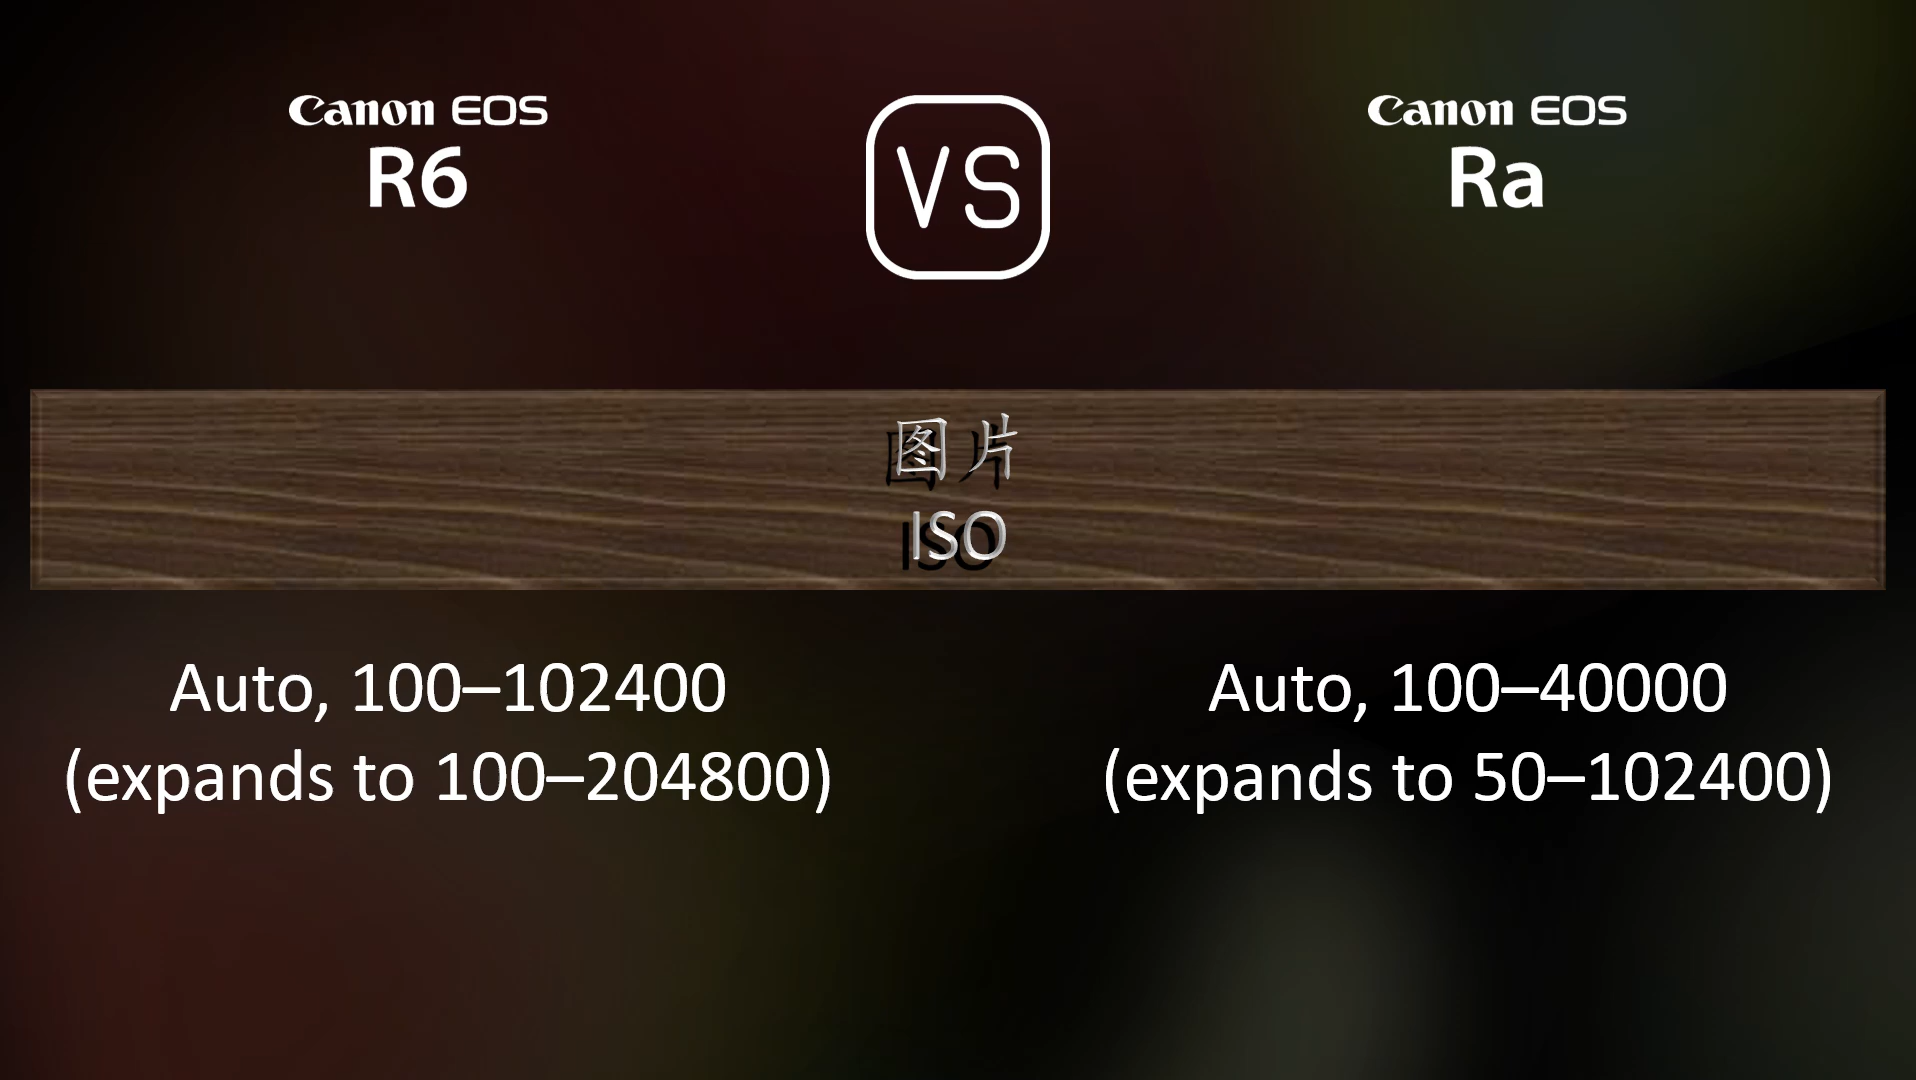 Canon EOS
R6
VS
Canon EOS
Ra
图片
ISO
Auto, 100–102400
(expands to 100–204800)
Auto, 100–40000
(expands to 50–102400)